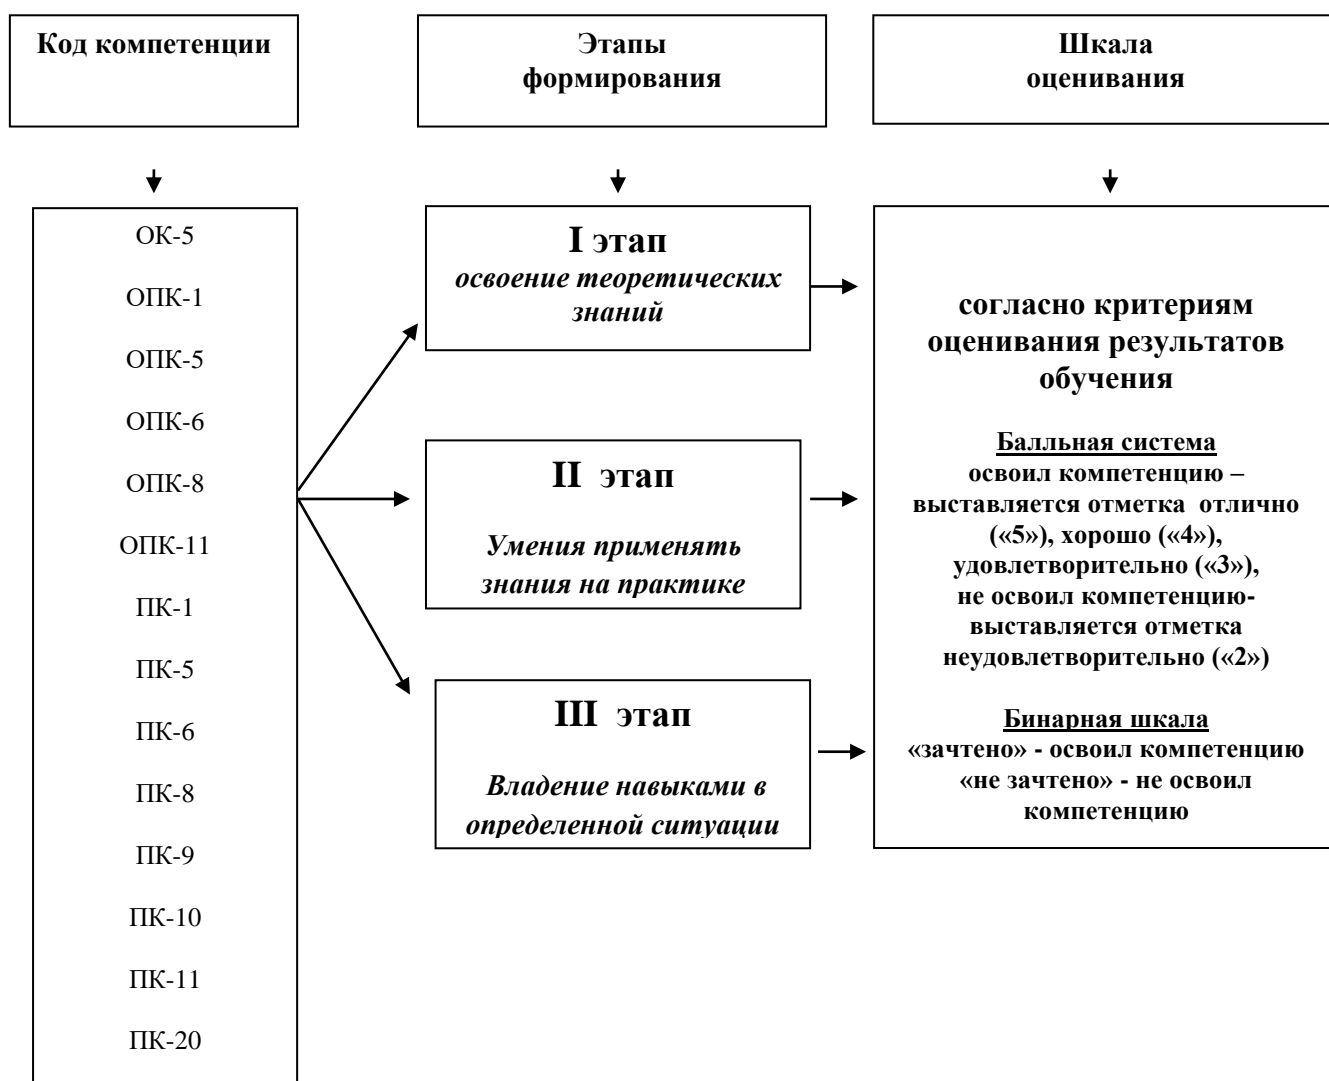 Код компетенции
Этапы
формирования
Шкала
оценивания
ОК-5
ОПК-1
ОПК-5
ОПК-6
ОПК-8
ОПК-11
ПК-1
ПК-5
ПК-6
ПК-8
ПК-9
ПК-10
ПК-11
ПК-20
I этап
освоение теоретических
знаний
II этап
Умения применять
знания на практике
III этап
Владение навыками в
определенной ситуации
согласно критериям
оценивания результатов
обучения
Балльная система
освоил компетенцию –
выставляется отметка отлично
(«5»), хорошо («4»),
удовлетворительно («3»),
не освоил компетенцию-
выставляется отметка
неудовлетворительно («2»)
Бинарная шкала
«зачтено» - освоил компетенцию
«не зачтено» - не освоил
компетенцию